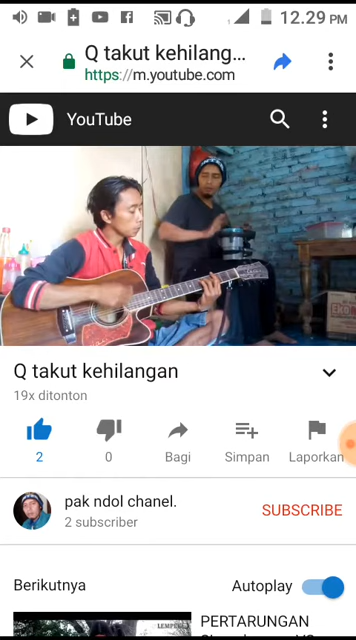 12.29 PM
Q takut kehilang...
https://m.youtube.com
YouTube
Q takut kehilangan
19x ditonton
2
0
Bagi
Simpan
Laporkan
pak ndol chanel.
2 subscriber
SUBSCRIBE
Berikutnya
Autoplay
PERTARUNGAN